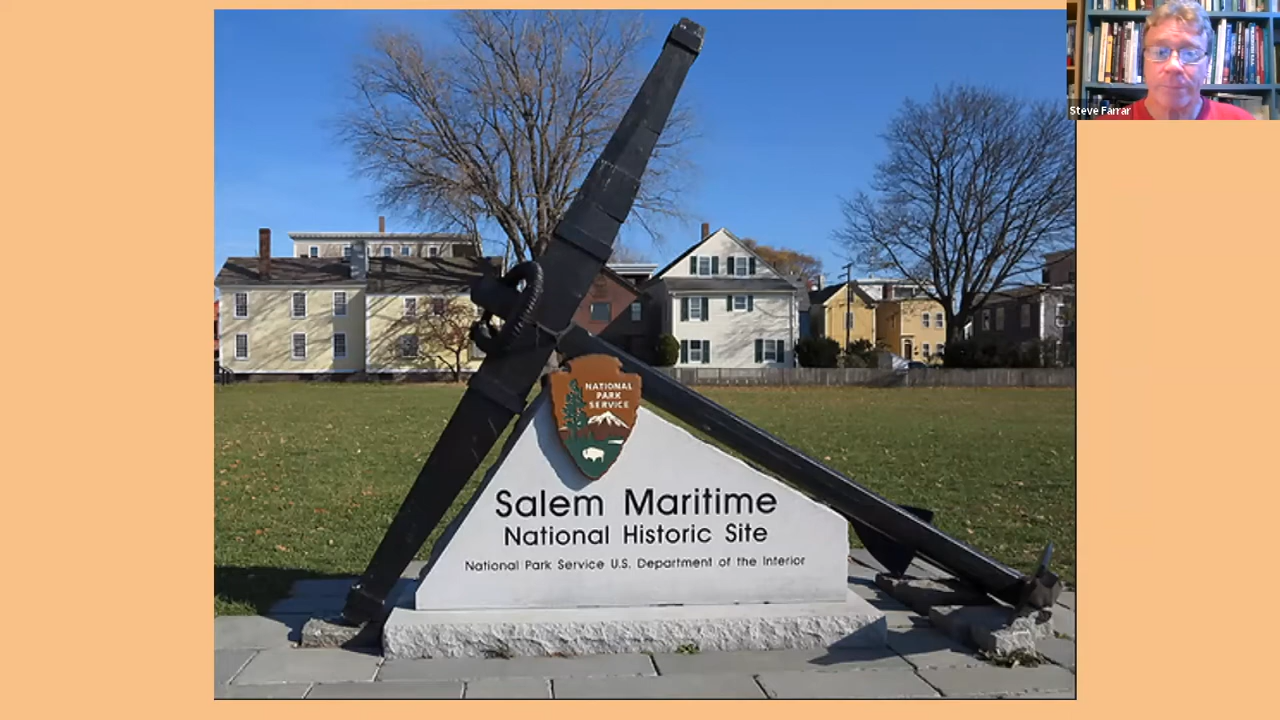 Steve Farrar
NATIONAL
PARK
SERVICE
Salem Maritime
National Historic Site
National Park Service U.S. Department of the Interior